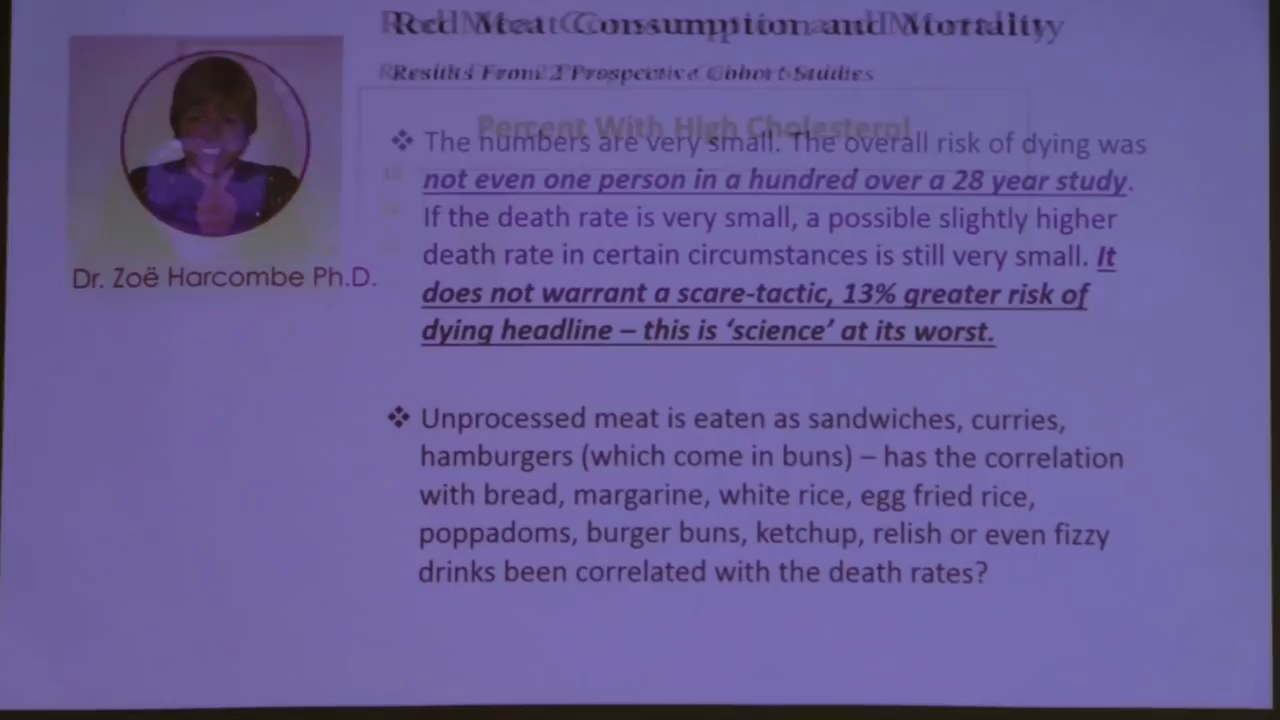 Red Meat Consumption and Mortality
Results From 2 Prospective Cohort Studies
Percent With High Cholesterol
Dr. Zoë Harcombe Ph.D.
❖ The numbers are very small. The overall risk of dying was
not even one person in a hundred over a 28 year study.
If the death rate is very small, a possible slightly higher
death rate in certain circumstances is still very small. It
does not warrant a scare-tactic, 13% greater risk of
dying headline – this is ‘science’ at its worst.
❖ Unprocessed meat is eaten as sandwiches, curries,
hamburgers (which come in buns) – has the correlation
with bread, margarine, white rice, egg fried rice,
poppadoms, burger buns, ketchup, relish or even fizzy
drinks been correlated with the death rates?